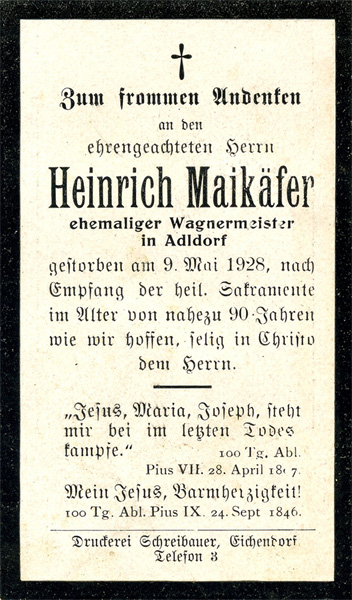 Zum frommen Andenken
an den
ehrengeachteten Herrn
Heinrich Maikäfer
ehemaliger Wagnermeister
in Adldorf
gestorben am 9. Mai 1928, nach
Empfang der heil. Sakramente
im Alter von nahezu 90 Jahren
wie wir hoffen, selig in Christo
dem Herrn.
„Jesus, Maria, Joseph, steht
mir bei im letzten Todes
kampfe.“ 100 Tg. Abl.
Pius VII. 28. April
Mein Jesus, Barmherzigkeit!
100 Tg. Abl. Pius IX. 24. Sept 1846.
Druckerei Schreibauer, Eichendorf
Telefon 3